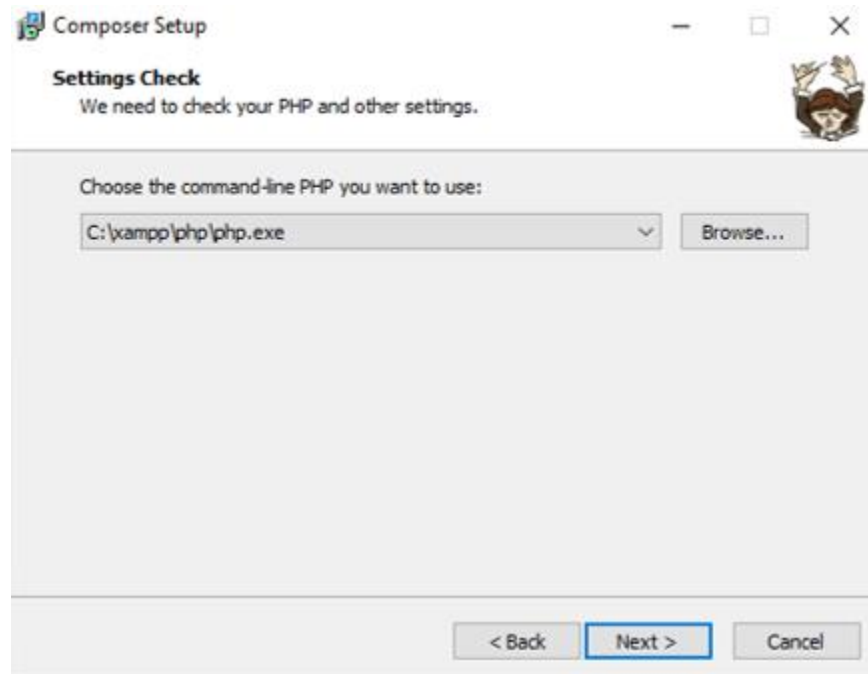 Composer Setup
Settings Check
We need to check your PHP and other settings.
Choose the command-line PHP you want to use:
C:\xampp\php\php.exe
Browse...
< Back
Next >
Cancel